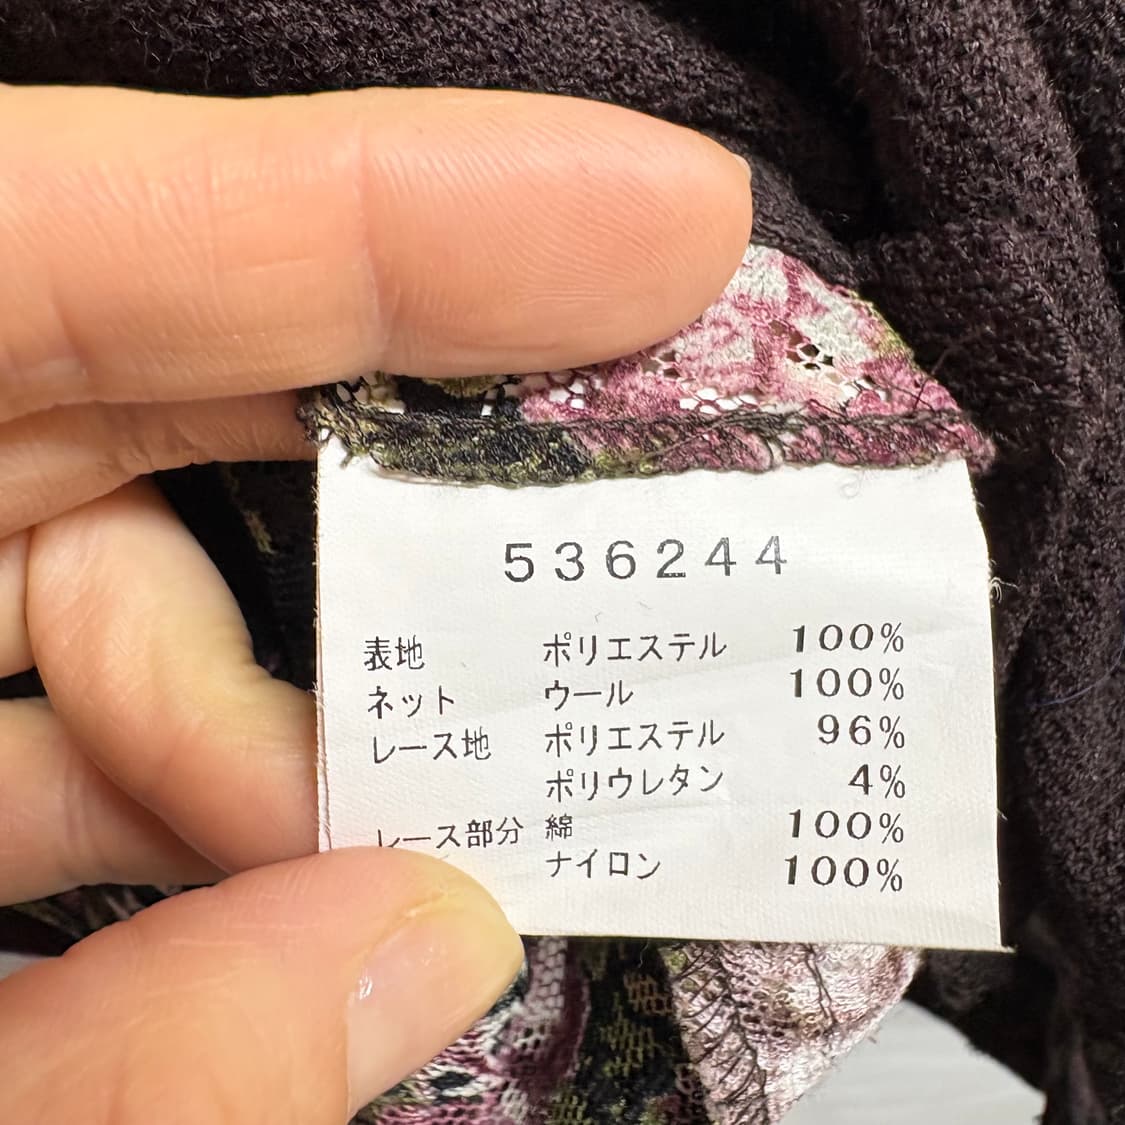 536244
表地 ポリエステル 100%
ネット ウール 100%
レース地 ポリエステル 96%
ポリウレタン 4%
レース部分 綿 100%
ナイロン 100%